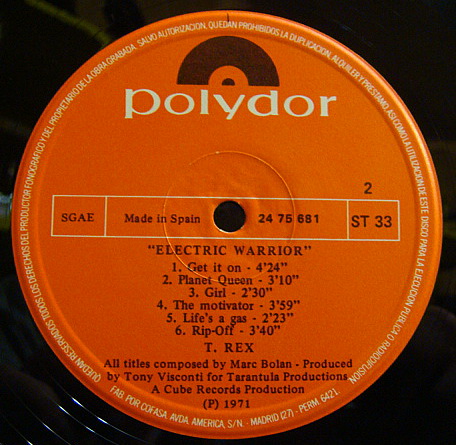 SALVO AUTORIZACION, QUEDAN PROHIBIDOS LA DUPLICACION, ALQUILER Y PRESTAMO, ASI COMO LA UTILIZACION DE ESTE DISCO PARA LA EJECUCION PUBLICA O RADIODIFUSION
polydor
2
SGAE
Made in Spain
24 75 681
ST 33
"ELECTRIC WARRIOR"
1. Get it on - 4'24"
2. Planet Queen - 3'10"
3. Girl - 2'30"
4. The motivator - 3'59"
5. Life's a gas - 2'23"
6. Rip-Off - 3'40"
T. REX
All titles composed by Marc Bolan - Produced
by Tony Visconti for Tarantula Productions
A Cube Records Production
(P) 1971
FAB. POR COFASA. AVDA. AMERICA, S/N. - MADRID (27) - PERM. 6421.
QUEDAN RESERVADOS TODOS LOS DERECHOS DEL PRODUCTOR FONOGRAFICO Y DEL PROPIETARIO DE LA OBRA GRABADA.